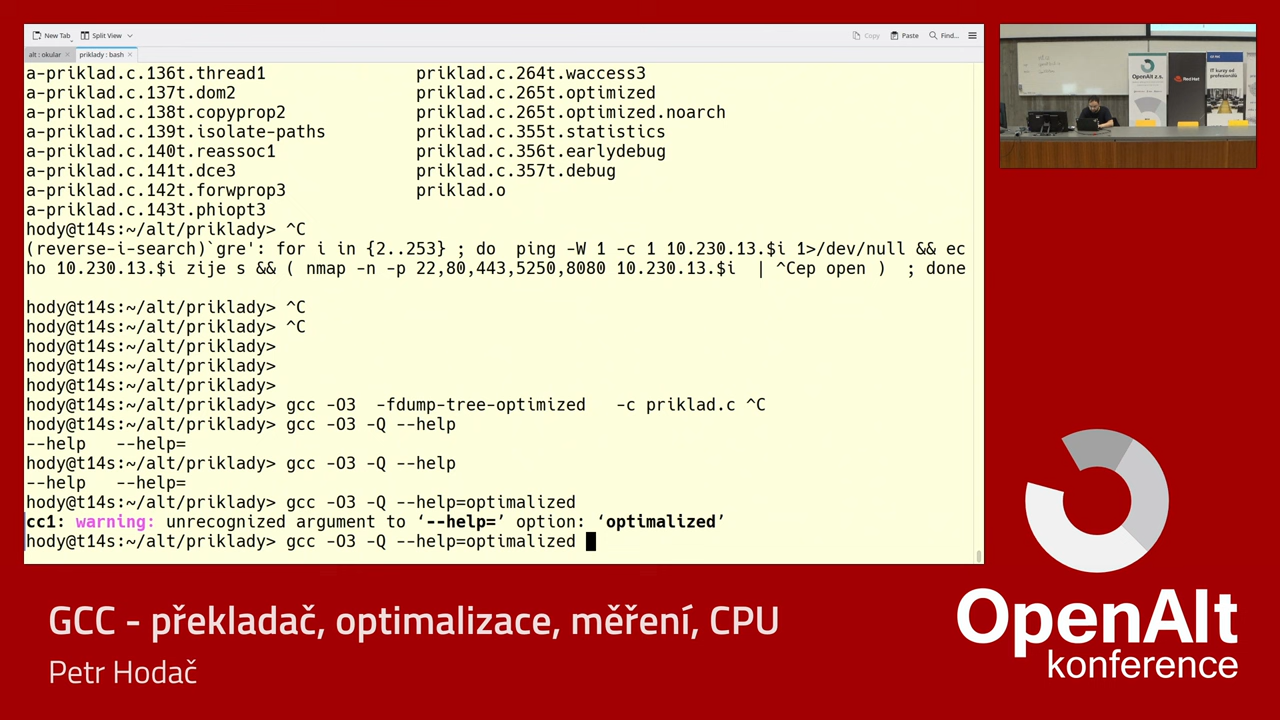 New Tab
Split View
Copy
Paste
Find...
alt : okular
priklady : bash
a-priklad.c.136t.thread1 priklad.c.264t.waccess3
a-priklad.c.137t.dom2 priklad.c.265t.optimized
a-priklad.c.138t.copyprop2 priklad.c.265t.optimized.noarch
a-priklad.c.139t.isolate-paths priklad.c.355t.statistics
a-priklad.c.140t.reassoc1 priklad.c.356t.earlydebug
a-priklad.c.141t.dce3 priklad.c.357t.debug
a-priklad.c.142t.forwprop3 priklad.o
a-priklad.c.143t.phiopt3
hody@t14s:~/alt/priklady> ^C
(reverse-i-search)`gre': for i in {2..253} ; do  ping -W 1 -c 1 10.230.13.$i 1>/dev/null && ec
ho 10.230.13.$i zije s && ( nmap -n -p 22,80,443,5250,8080 10.230.13.$i  | ^Cep open )  ; done
hody@t14s:~/alt/priklady> ^C
hody@t14s:~/alt/priklady> ^C
hody@t14s:~/alt/priklady>
hody@t14s:~/alt/priklady>
hody@t14s:~/alt/priklady>
hody@t14s:~/alt/priklady> gcc -O3  -fdump-tree-optimized   -c priklad.c ^C
hody@t14s:~/alt/priklady> gcc -O3 -Q --help
--help   --help=
hody@t14s:~/alt/priklady> gcc -O3 -Q --help
--help   --help=
hody@t14s:~/alt/priklady> gcc -O3 -Q --help=optimalized
cc1: warning: unrecognized argument to ‘--help=’ option: ‘optimalized’
hody@t14s:~/alt/priklady> gcc -O3 -Q --help=optimalized
OpenAlt z.s.
Red Hat
IT kurzy od
profesionálů
GCC - překladač, optimalizace, měření, CPU
Petr Hodač
OpenAlt
konference